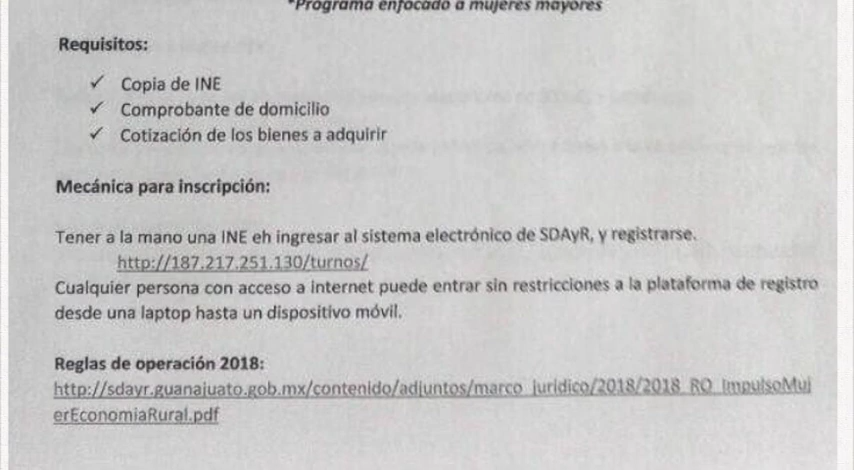 *Programa enfocado a mujeres mayores
Requisitos:
✓ Copia de INE
✓ Comprobante de domicilio
✓ Cotización de los bienes a adquirir
Mecánica para inscripción:
Tener a la mano una INE eh ingresar al sistema electrónico de SDAyR, y registrarse.
http://187.217.251.130/turnos/
Cualquier persona con acceso a internet puede entrar sin restricciones a la plataforma de registro
desde una laptop hasta un dispositivo móvil.
Reglas de operación 2018:
http://sdayr.guanajuato.gob.mx/contenido/adjuntos/marco_juridico/2018/2018_RO_ImpulsoMuj
erEconomiaRural.pdf